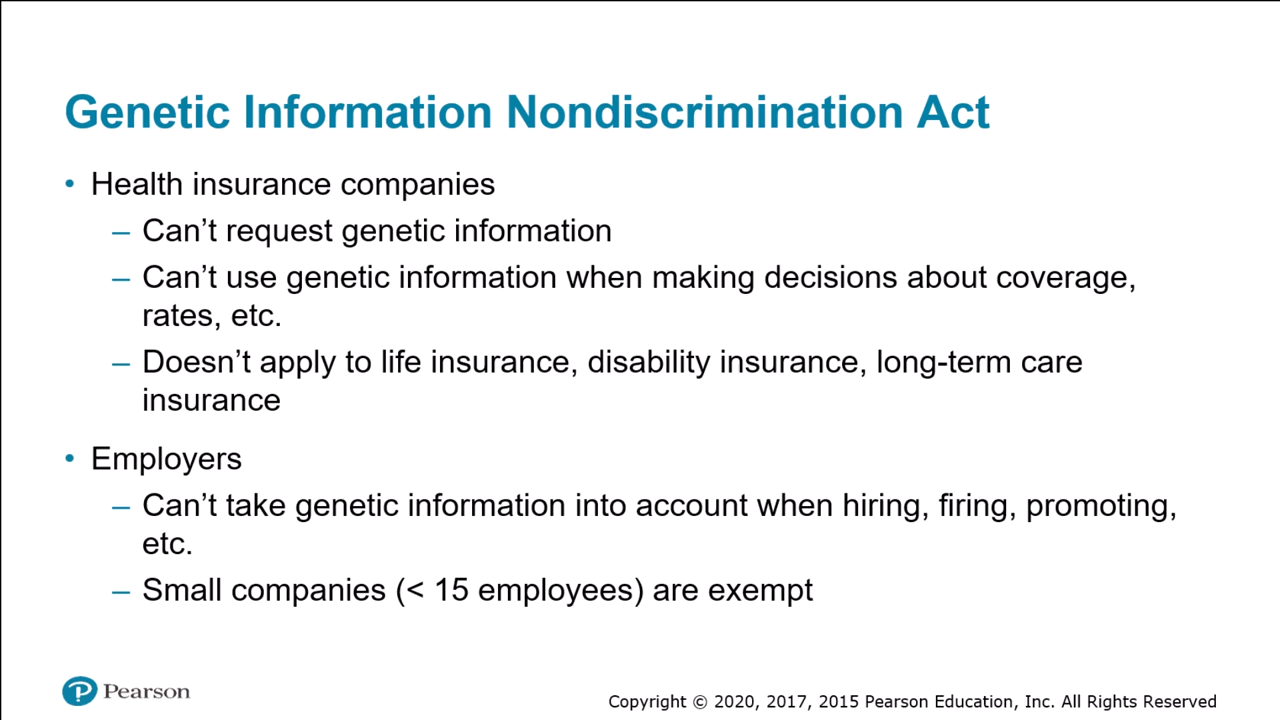 Genetic Information Nondiscrimination Act
• Health insurance companies
– Can’t request genetic information
– Can’t use genetic information when making decisions about coverage,
rates, etc.
– Doesn’t apply to life insurance, disability insurance, long-term care
insurance
• Employers
– Can’t take genetic information into account when hiring, firing, promoting,
etc.
– Small companies (< 15 employees) are exempt
P Pearson
Copyright © 2020, 2017, 2015 Pearson Education, Inc. All Rights Reserved